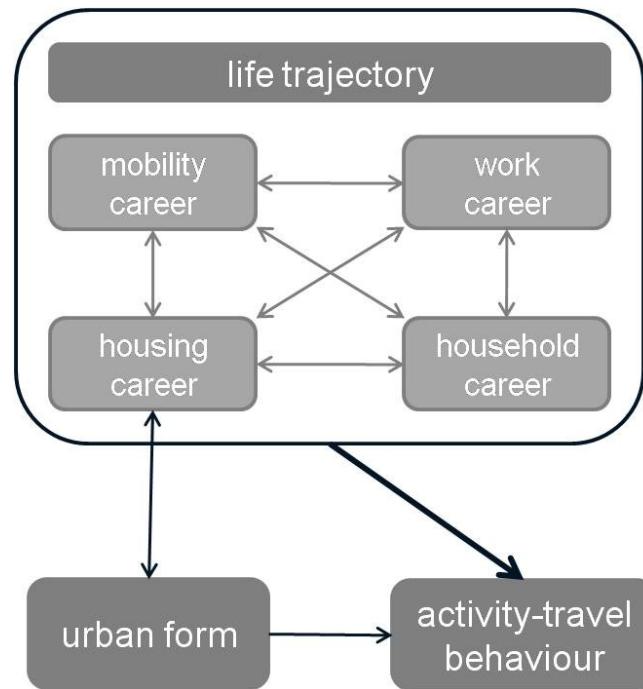 life trajectory
mobility
career
work
career
housing
career
household
career
urban form
activity-travel
behaviour